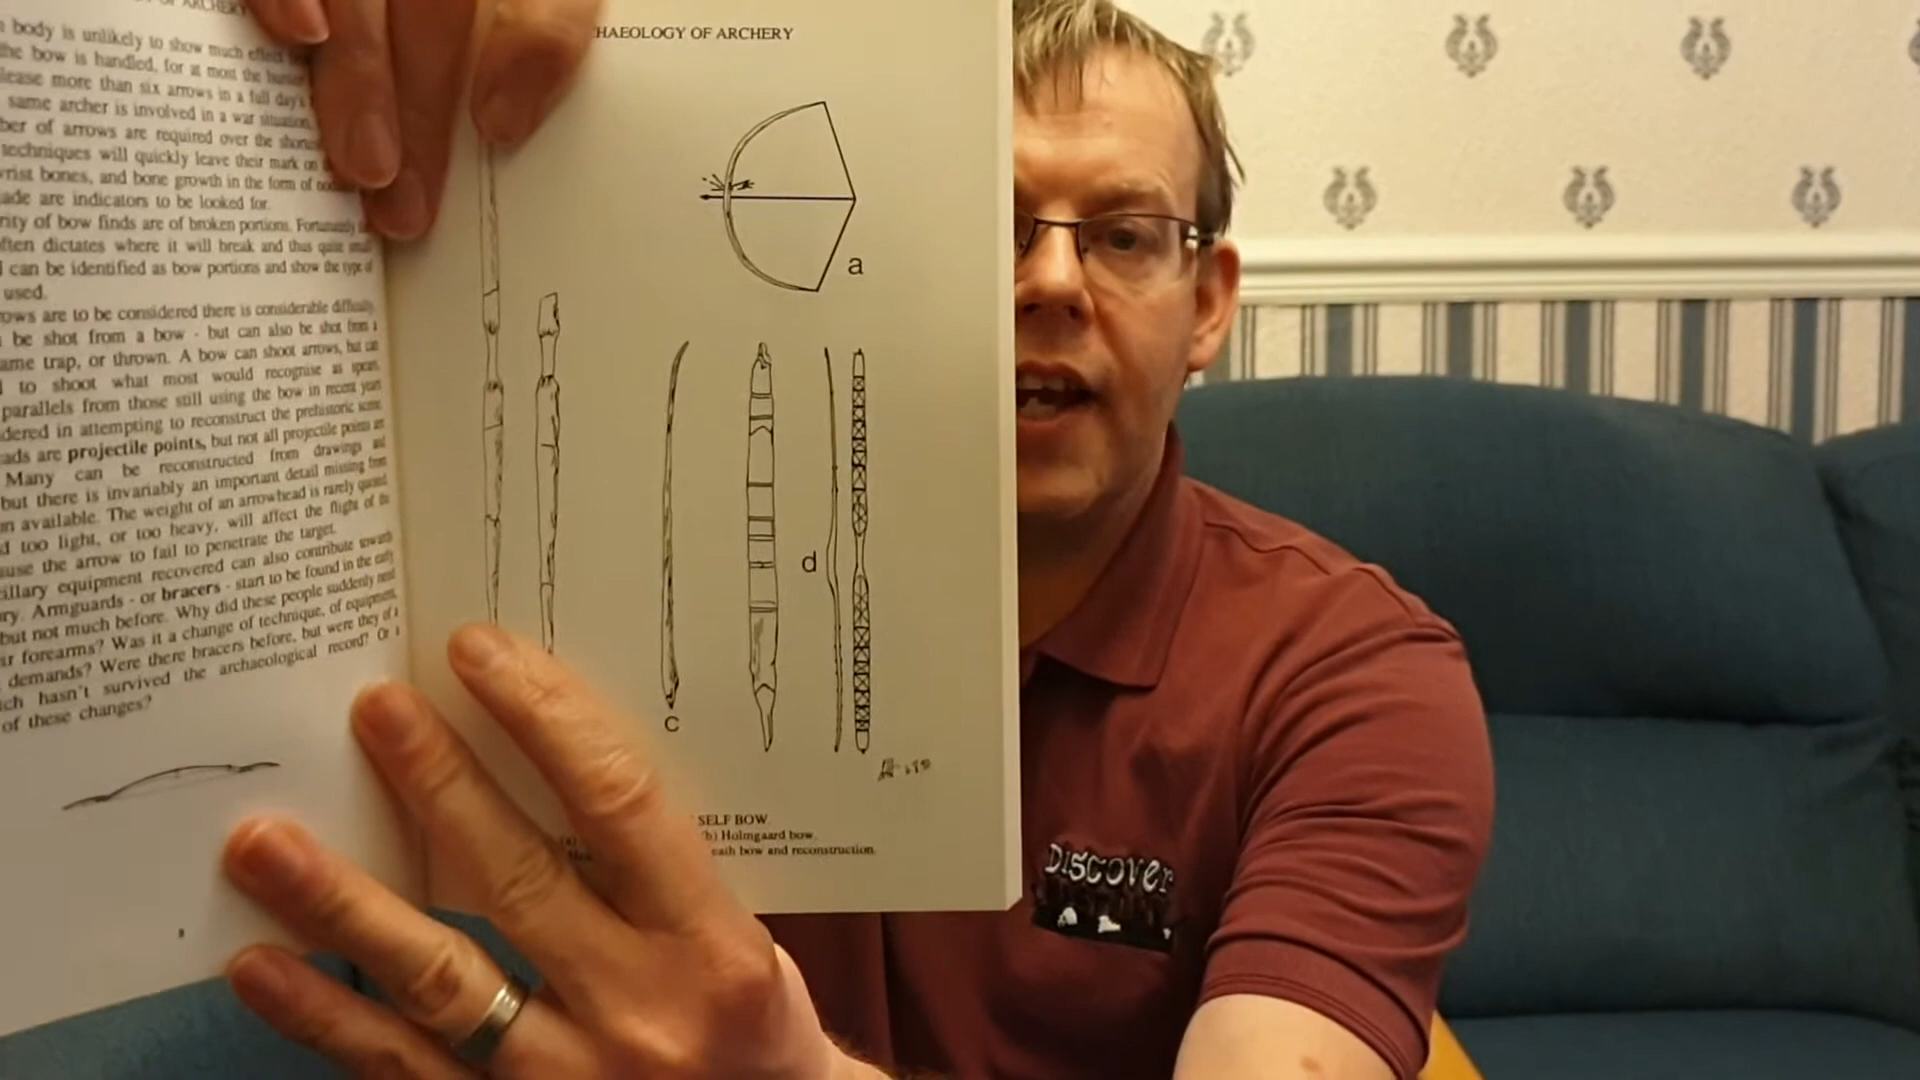 OF ARCHERY
body is unlikely to show much effect
the bow is handled, for at most the hunter
lease more than six arrows in a full day's
same archer is involved in a war situation,
ber of arrows are required over the shortest
techniques will quickly leave their mark on
wrist bones, and bone growth in the form of
ade are indicators to be looked for.
rity of bow finds are of broken portions. Fortunately
ften dictates where it will break and thus quite small
l can be identified as bow portions and show the type of
used.
ows are to be considered there is considerable difficulty.
be shot from a bow - but can also be shot from a
ame trap, or thrown. A bow can shoot arrows, but can
to shoot what most would recognise as spears.
parallels from those still using the bow in recent years
dered in attempting to reconstruct the prehistoric scene.
ads are projectile points, but not all projectile points are
Many can be reconstructed from drawings and
but there is invariably an important detail missing from
n available. The weight of an arrowhead is rarely quoted
d too light, or too heavy, will affect the flight of the
use the arrow to fail to penetrate the target.
cillary equipment recovered can also contribute towards
ry. Armguards - or bracers - start to be found in the early
but not much before. Why did these people suddenly need
ir forearms? Was it a change of technique, of equipment,
demands? Were there bracers before, but were they of a
ich hasn't survived the archaeological record? Or a
of these changes?
8
HAEOLOGY OF ARCHERY
a
c
d
SELF BOW
(a)
(b) Holmgaard bow.
eath bow and reconstruction.
DISCOVER